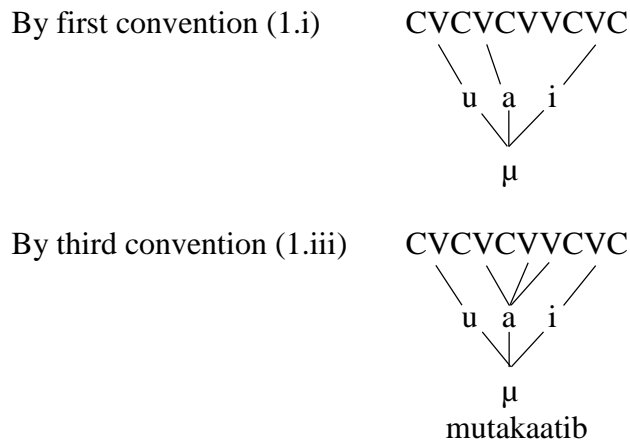 By first convention (1.i) CVCVCVVCVC
u a i
μ
By third convention (1.iii) CVCVCVVCVC
u a i
μ
mutakaatib